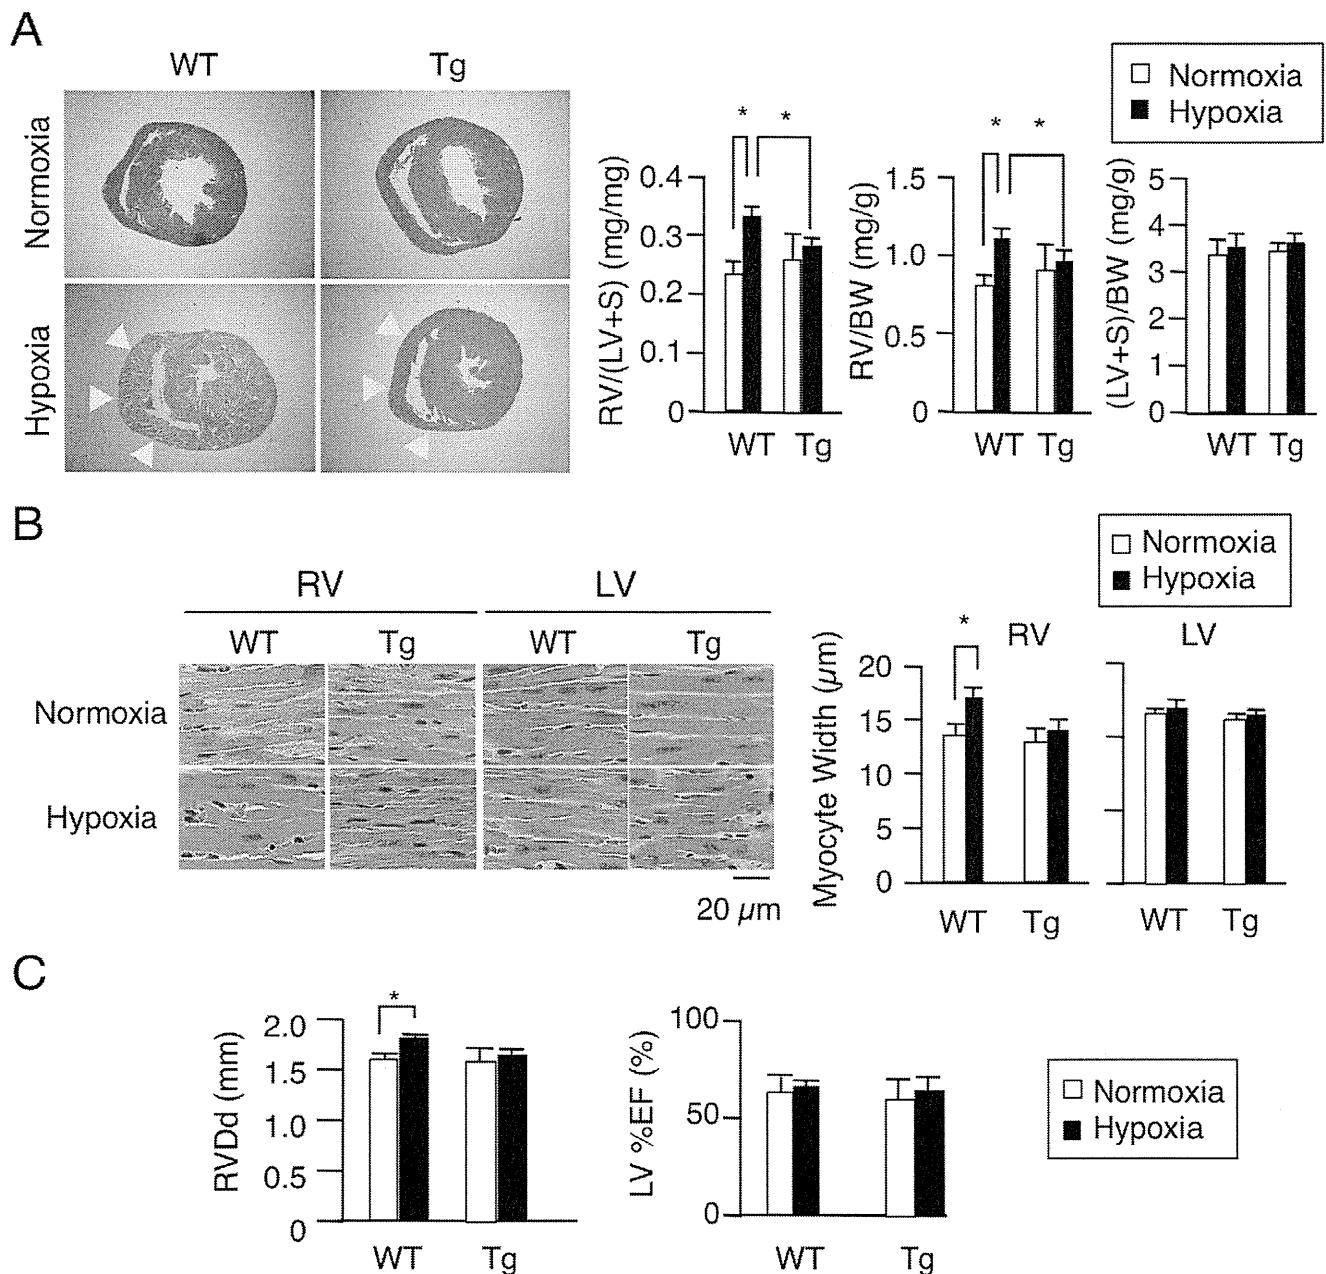 A
WT Tg
Normoxia
Hypoxia
Normoxia
Hypoxia
* *
RV/(LV+S) (mg/mg)
0.4
0.3
0.2
0.1
0
WT Tg
* *
RV/BW (mg/g)
1.5
1.0
0.5
0
WT Tg
(LV+S)/BW (mg/g)
5
4
3
2
1
0
WT Tg
B
RV LV
WT Tg WT Tg
Normoxia
Hypoxia
20 µm
Normoxia
Hypoxia
*
RV LV
Myocyte Width (µm)
20
15
10
5
0
WT Tg WT Tg
C
*
RVDd (mm)
2.0
1.5
1.0
0.5
0
WT Tg
LV %EF (%)
100
50
0
WT Tg
Normoxia
Hypoxia